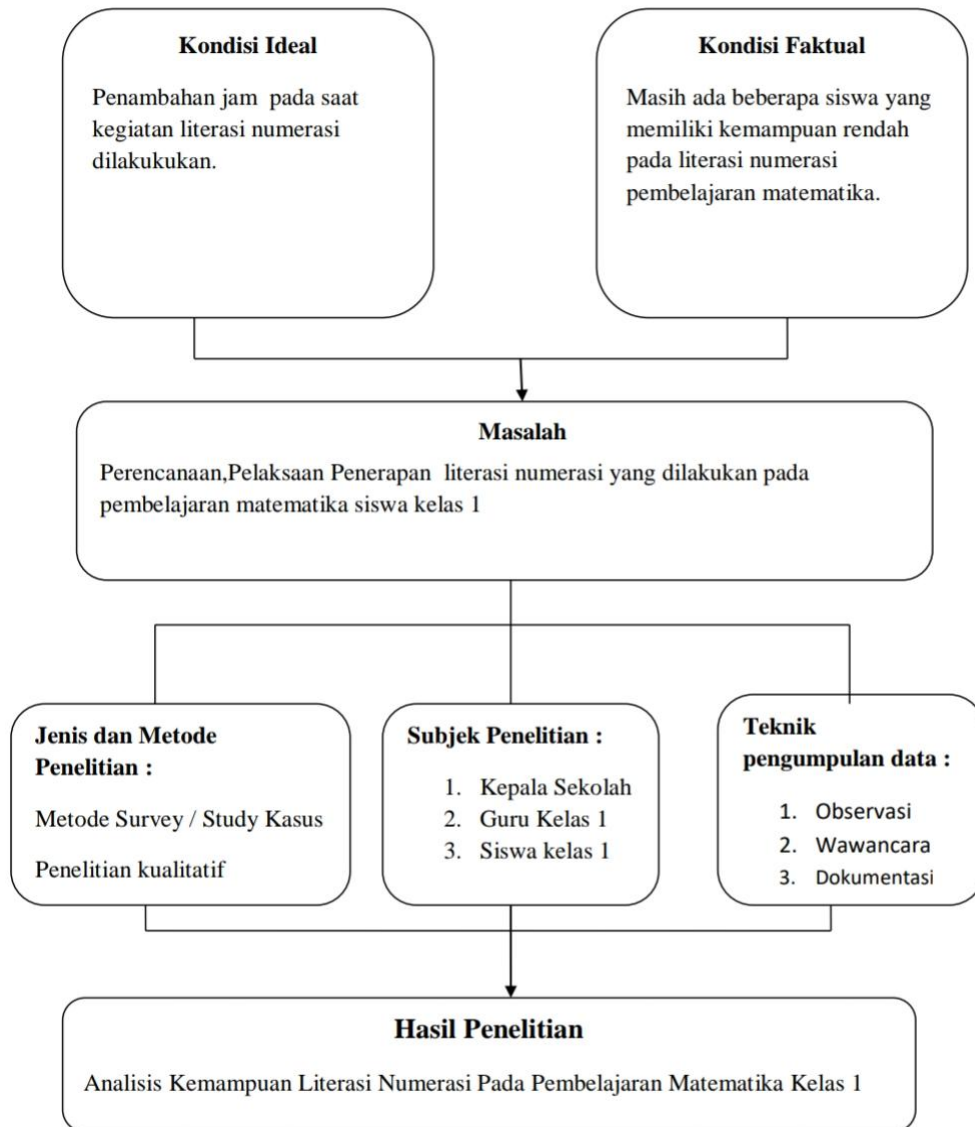 Kondisi Ideal
Penambahan jam pada saat
kegiatan literasi numerasi
dilakukukan.
Kondisi Faktual
Masih ada beberapa siswa yang
memiliki kemampuan rendah
pada literasi numerasi
pembelajaran matematika.
Masalah
Perencanaan,Pelaksaan Penerapan literasi numerasi yang dilakukan pada
pembelajaran matematika siswa kelas 1
Jenis dan Metode
Penelitian :
Metode Survey / Study Kasus
Penelitian kualitatif
Subjek Penelitian :
1. Kepala Sekolah
2. Guru Kelas 1
3. Siswa kelas 1
Teknik
pengumpulan data :
1. Observasi
2. Wawancara
3. Dokumentasi
Hasil Penelitian
Analisis Kemampuan Literasi Numerasi Pada Pembelajaran Matematika Kelas 1